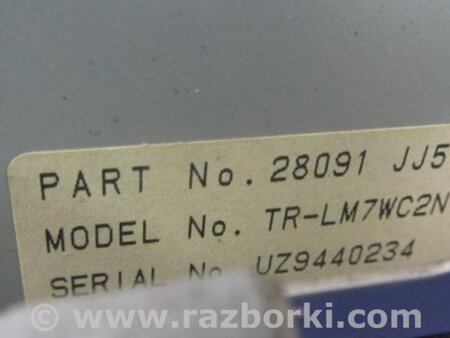 PART No. 28091 JJ5
MODEL No. TR-LM7WC2N
SERIAL No UZ9440234
www.razborki.com